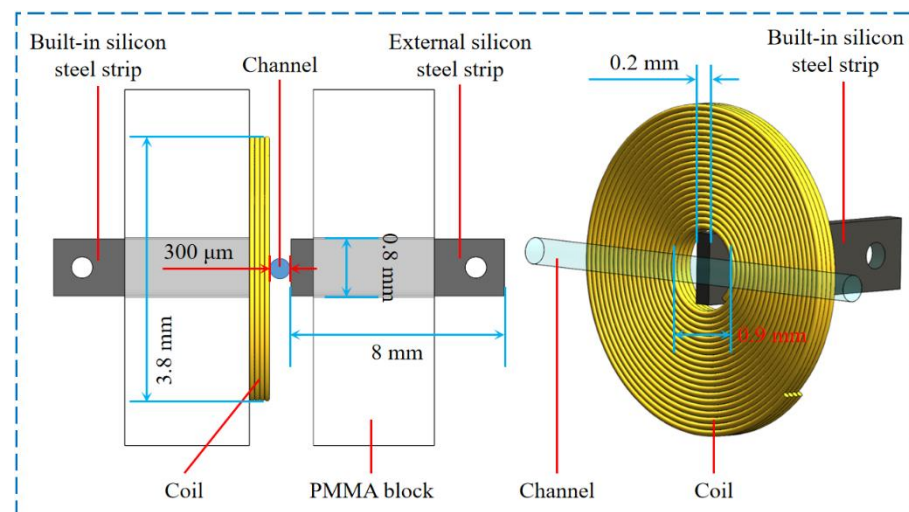 Built-in silicon
steel strip
Channel
External silicon
steel strip
0.2 mm
Built-in silicon
steel strip
300 μm
0.8 mm
3.8 mm
8 mm
0.9 mm
Coil
PMMA block
Channel
Coil